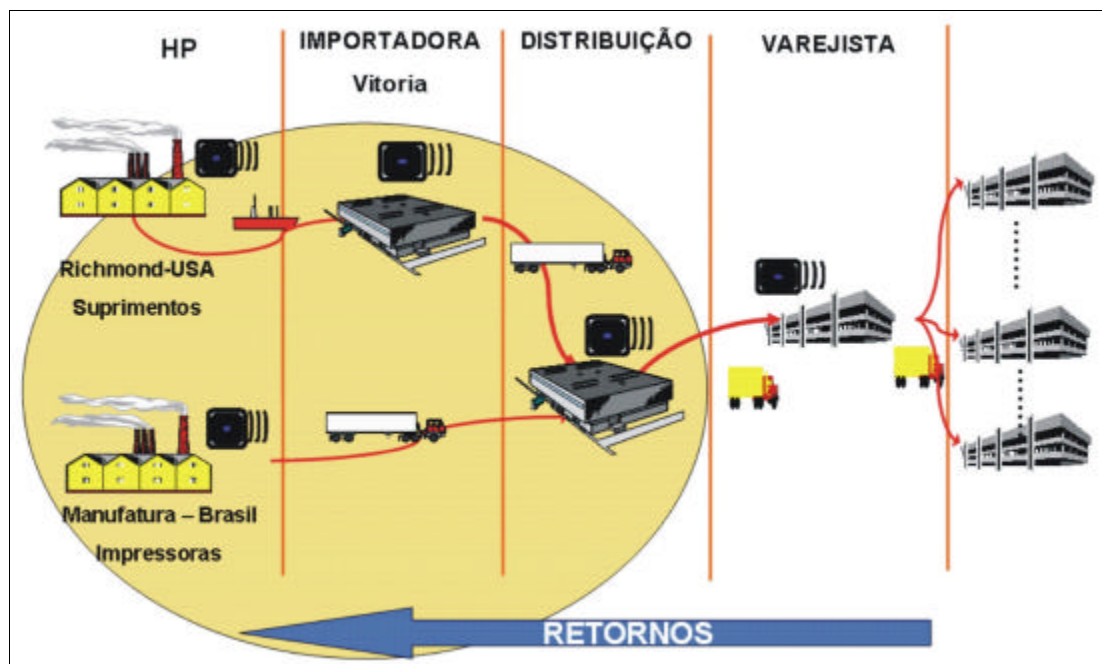 HP
IMPORTADORA
Vitoria
DISTRIBUIÇÃO
VAREJISTA
Richmond-USA
Suprimentos
Manufatura – Brasil
Impressoras
RETORNOS